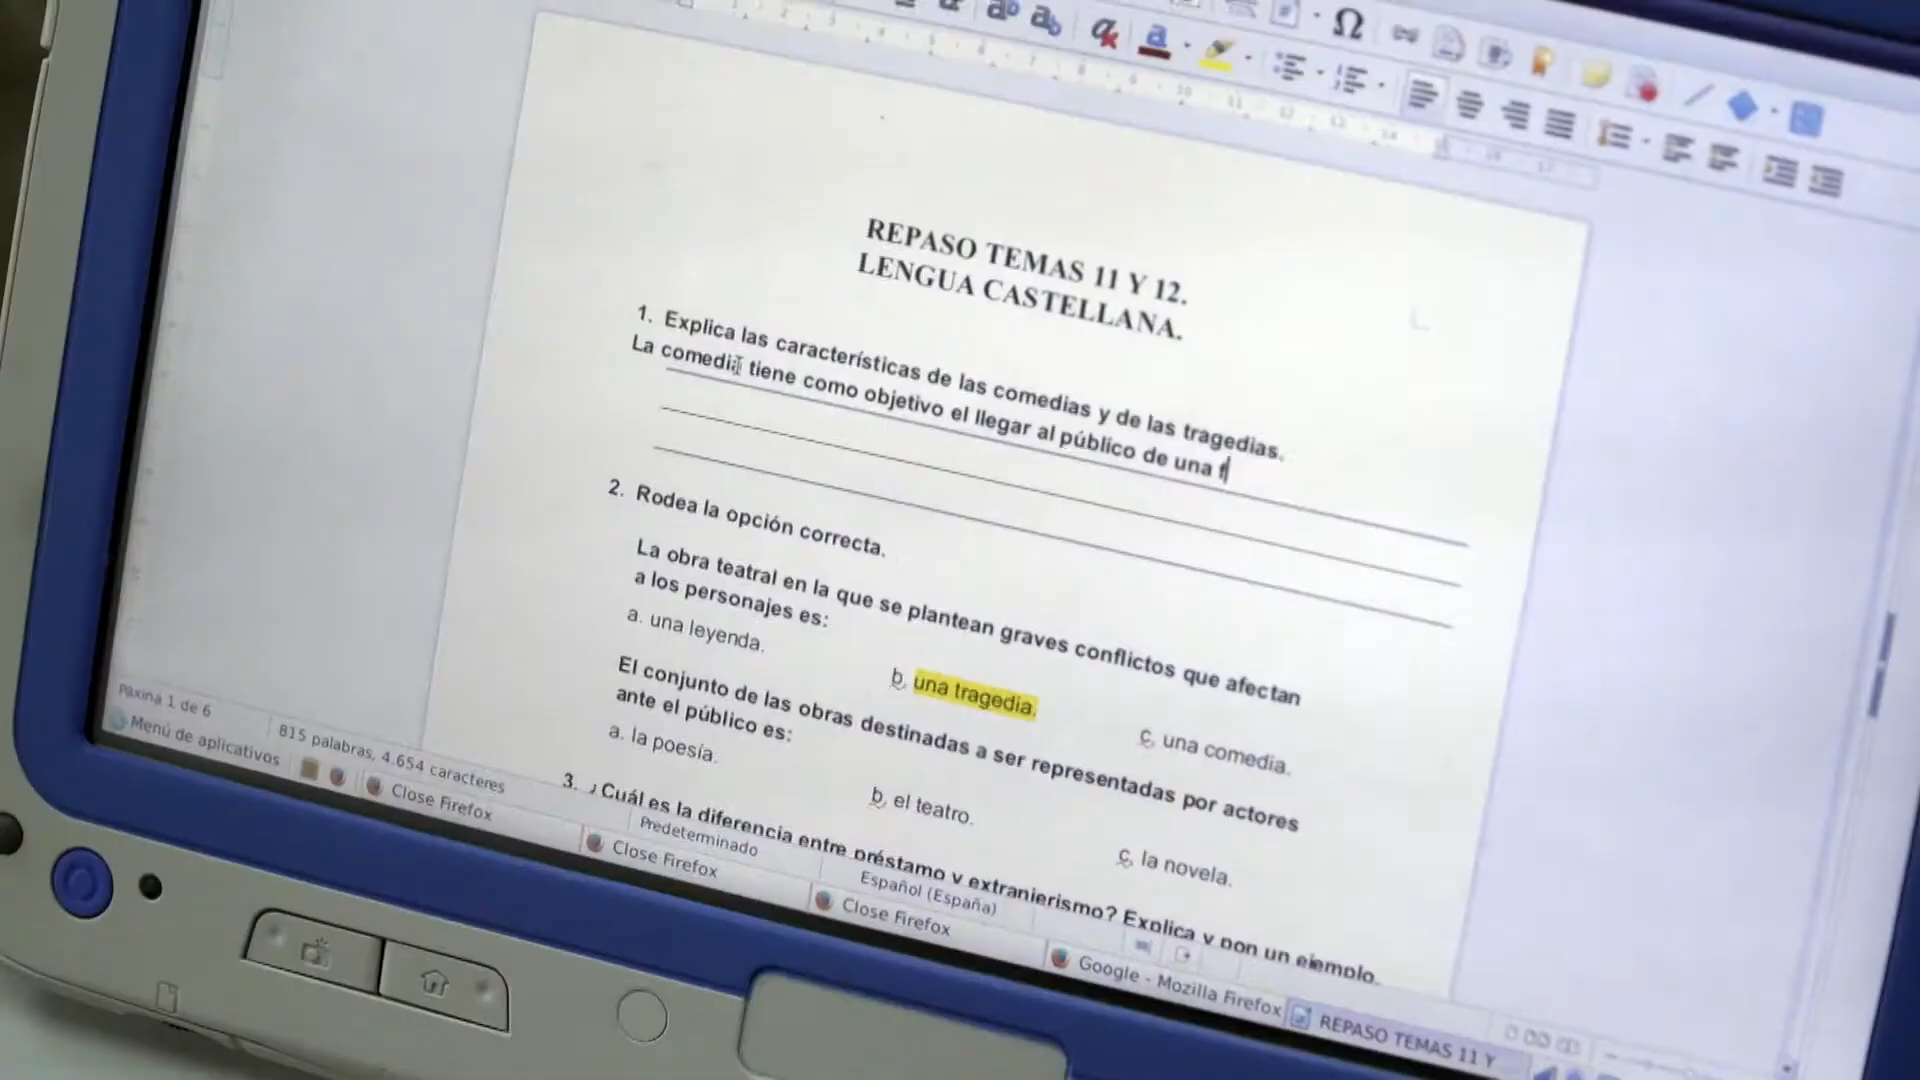 Ω
10 11 12 13 14
REPASO TEMAS 11 Y 12.
LENGUA CASTELLANA.
1. Explica las características de las comedias y de las tragedias.
La comedia tiene como objetivo el llegar al público de una f
2. Rodea la opción correcta.
La obra teatral en la que se plantean graves conflictos que afectan
a los personajes es:
a. una leyenda. b. una tragedia. c. una comedia.
El conjunto de las obras destinadas a ser representadas por actores
ante el público es:
a. la poesía. b. el teatro. c. la novela.
3. ¿Cuál es la diferencia entre préstamo y extranjerismo? Explica y pon un ejemplo.
Páxina 1 de 6 815 palabras, 4.654 caracteres Predeterminado Español (España)
Menú de aplicativos Close Firefox Close Firefox Close Firefox Google - Mozilla Firefox REPASO TEMAS 11 Y